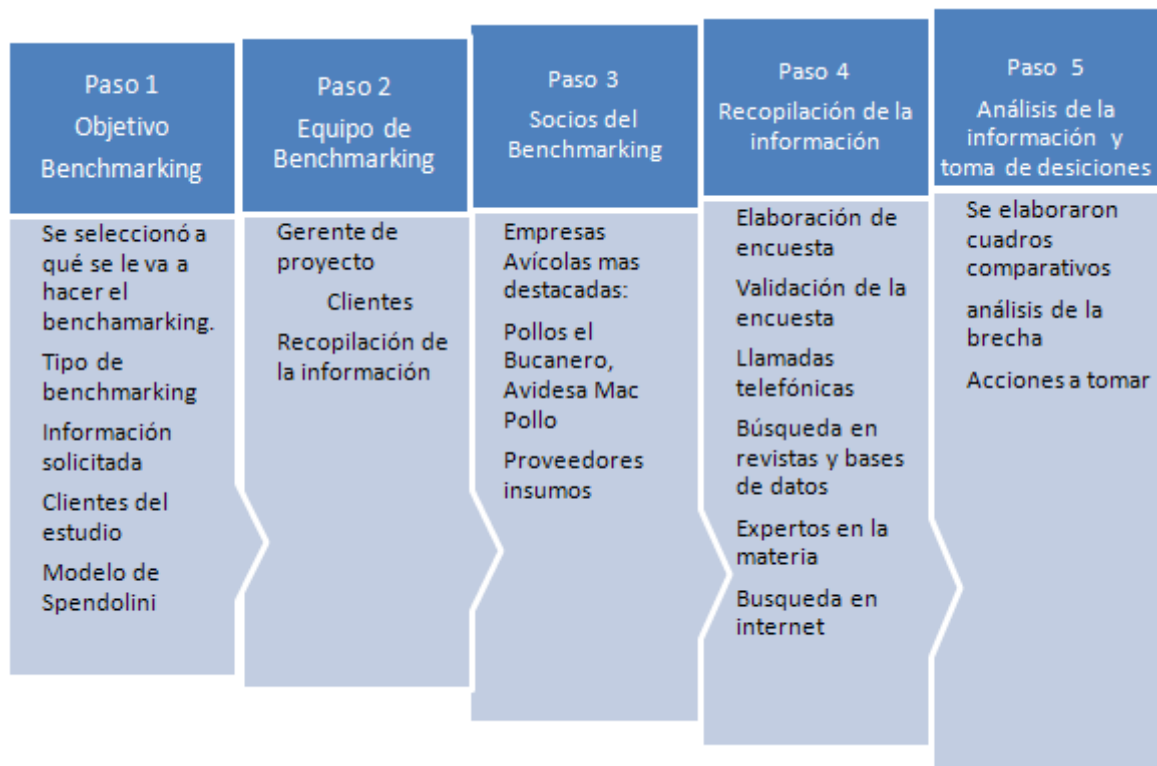 Paso 1
Objetivo
Benchmarking
Se seleccionó a
qué se le va a
hacer el
benchamarking.
Tipo de
benchmarking
Información
solicitada
Clientes del
estudio
Modelo de
Spendolini
Paso 2
Equipo de
Benchmarking
Gerente de
proyecto
Clientes
Recopilación de
la información
Paso 3
Socios del
Benchmarking
Empresas
Avícolas mas
destacadas:
Pollos el
Bucanero,
Avidesa Mac
Pollo
Proveedores
insumos
Paso 4
Recopilación de la
información
Elaboración de
encuesta
Validación de la
encuesta
Llamadas
telefónicas
Búsqueda en
revistas y bases
de datos
Expertos en la
materia
Busqueda en
internet
Paso 5
Análisis de la
información y
toma de desiciones
Se elaboraron
cuadros
comparativos
análisis de la
brecha
Acciones a tomar